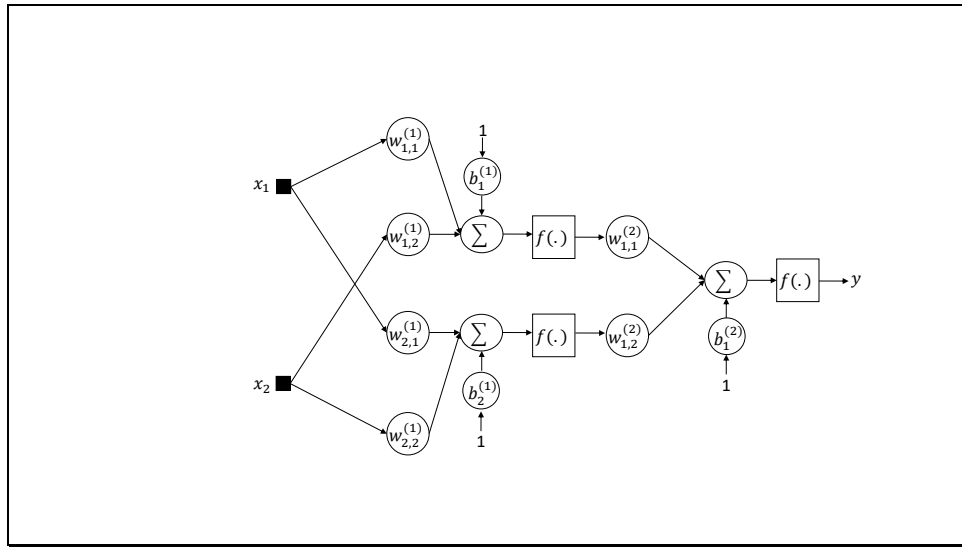 w_{1,1}^{(1)}
1
b_1^{(1)}
x_1
w_{1,2}^{(1)}
∑
f(.)
w_{1,1}^{(2)}
∑
f(.)
y
w_{2,1}^{(1)}
∑
f(.)
w_{1,2}^{(2)}
b_1^{(2)}
1
x_2
b_2^{(1)}
w_{2,2}^{(1)}
1